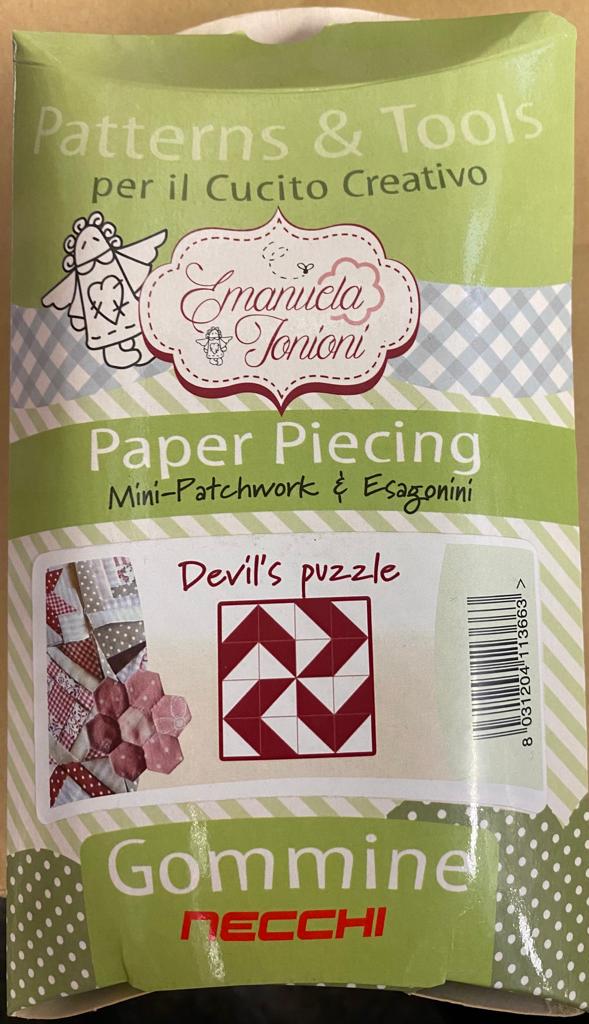 Patterns & Tools
per il Cucito Creativo
Emanuela
Tonioni
Paper Piecing
Mini-Patchwork & Esagonini
Devil's puzzle
8 031204 113663 >
Gommine
NECCHI